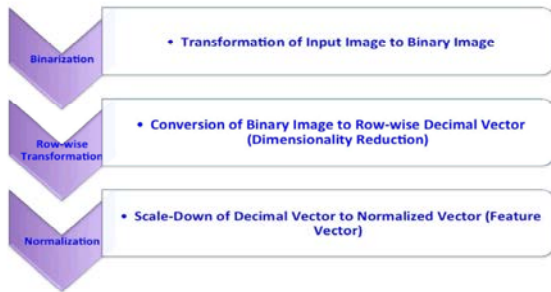 Binarization
• Transformation of Input Image to Binary Image
Row-wise
Transformation
• Conversion of Binary Image to Row-wise Decimal Vector
(Dimensionality Reduction)
Normalization
• Scale-Down of Decimal Vector to Normalized Vector (Feature
Vector)